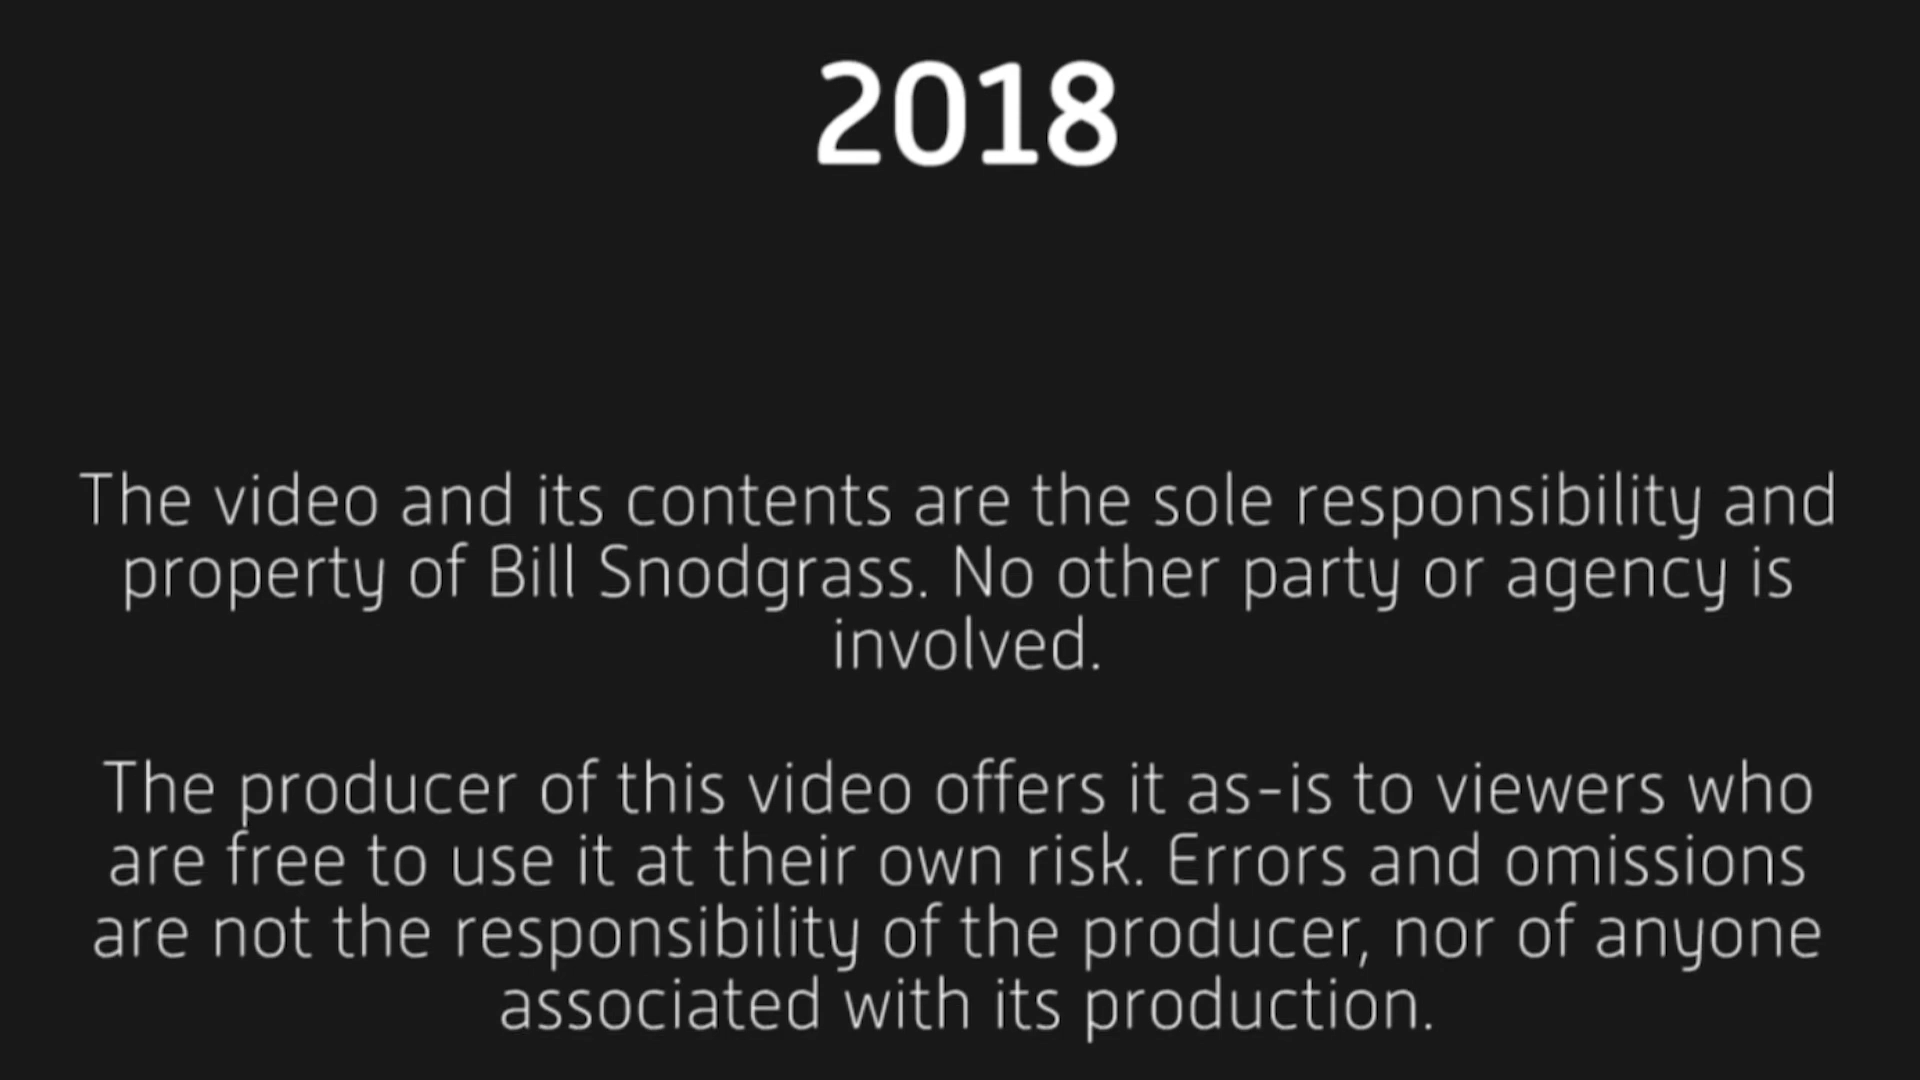 2018
The video and its contents are the sole responsibility and
property of Bill Snodgrass. No other party or agency is
involved.
The producer of this video offers it as-is to viewers who
are free to use it at their own risk. Errors and omissions
are not the responsibility of the producer, nor of anyone
associated with its production.